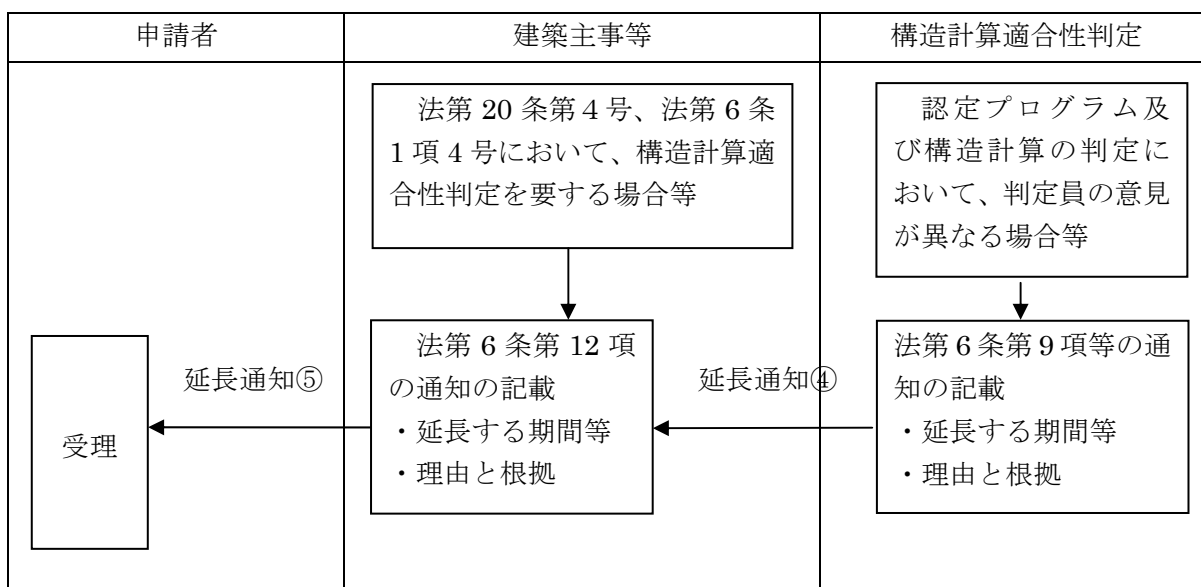 申請者
建築主事等
構造計算適合性判定
法第 20 条第 4 号、法第 6 条
1 項 4 号において、構造計算適
合性判定を要する場合等
認定プログラム及
び構造計算の判定に
おいて、判定員の意見
が異なる場合等
受理
延長通知⑤
法第 6 条第 12 項
の通知の記載
・延長する期間等
・理由と根拠
延長通知④
法第 6 条第 9 項等の通
知の記載
・延長する期間等
・理由と根拠